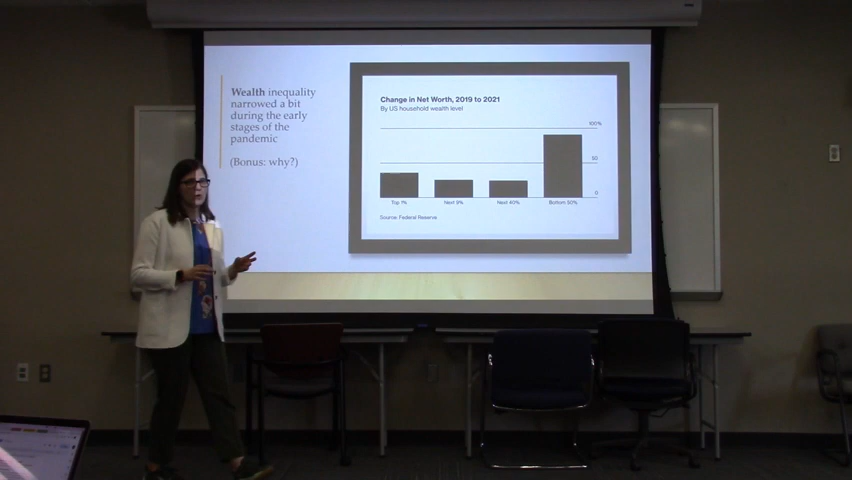 Wealth inequality
narrowed a bit
during the early
stages of the
pandemic
(Bonus: why?)
Change in Net Worth, 2019 to 2021
By US household wealth level
100%
50
0
Top 1%
Next 9%
Next 40%
Bottom 50%
Source: Federal Reserve